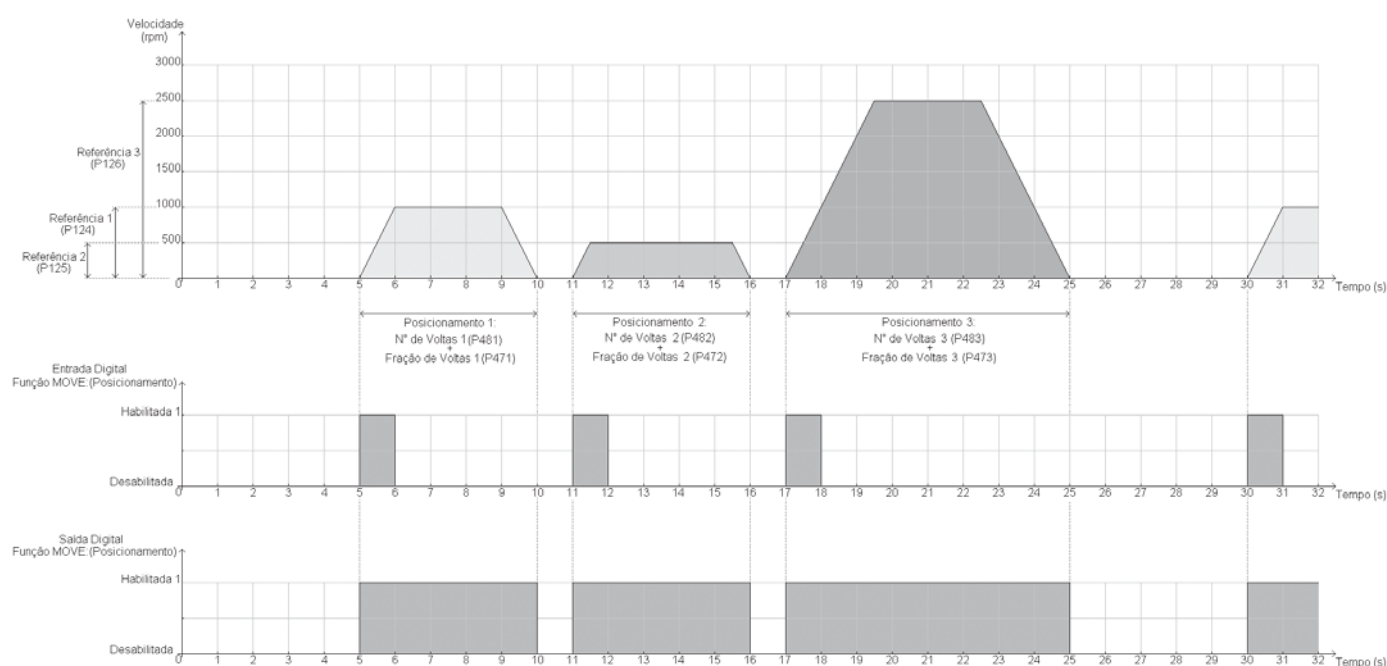 Velocidade
(rpm)
3000
2500
2000
1500
1000
500
Referência 3
(P126)
Referência 1
(P124)
Referência 2
(P125)
0 1 2 3 4 5 6 7 8 9 10 11 12 13 14 15 16 17 18 19 20 21 22 23 24 25 26 27 28 29 30 31 32 Tempo (s)
Posicionamento 1:
N° de Voltas 1 (P481)
+
Fração de Voltas 1 (P471)
Posicionamento 2:
N° de Voltas 2 (P482)
+
Fração de Voltas 2 (P472)
Posicionamento 3:
N° de Voltas 3 (P483)
+
Fração de Voltas 3 (P473)
Entrada Digital
Função MOVE: (Posicionamento)
Habilitada 1
Desabilitada
0 1 2 3 4 5 6 7 8 9 10 11 12 13 14 15 16 17 18 19 20 21 22 23 24 25 26 27 28 29 30 31 32 Tempo (s)
Saída Digital
Função MOVE: (Posicionamento)
Habilitada 1
Desabilitada
0 1 2 3 4 5 6 7 8 9 10 11 12 13 14 15 16 17 18 19 20 21 22 23 24 25 26 27 28 29 30 31 32 Tempo (s)